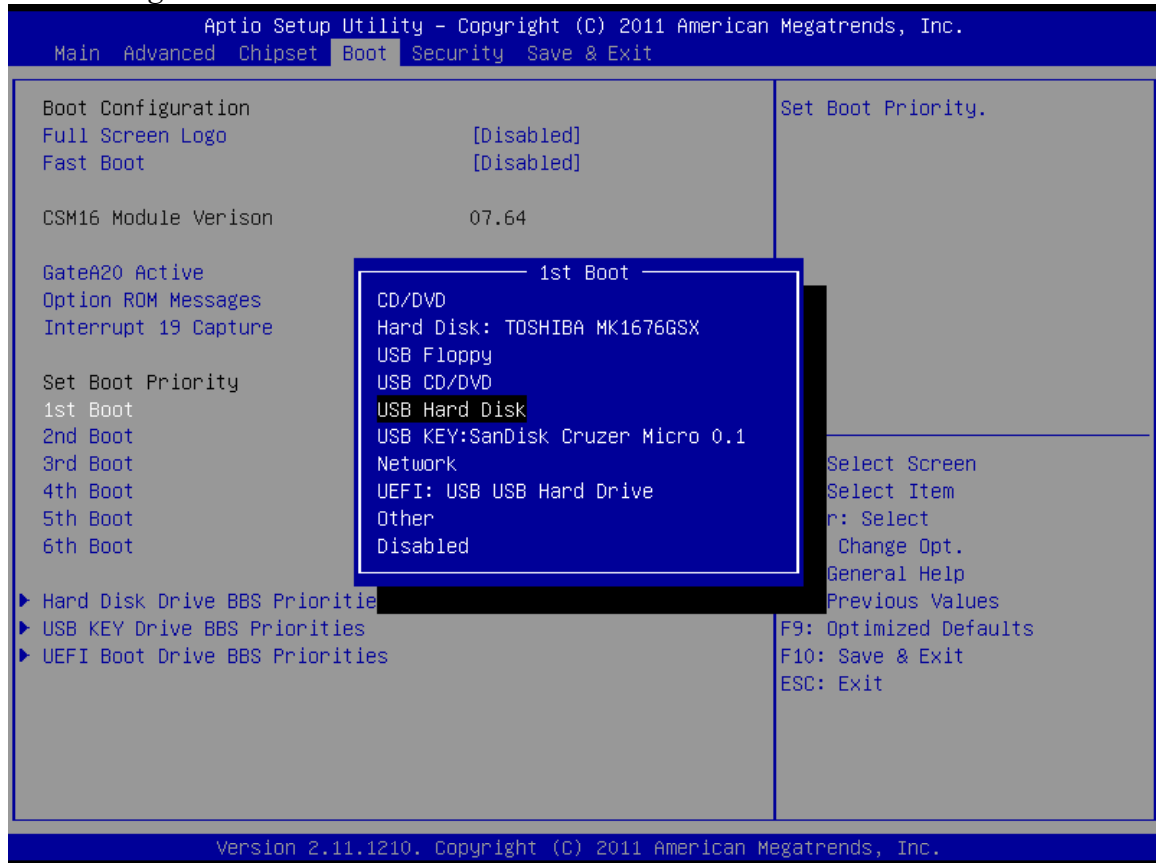 Aptio Setup Utility – Copyright (C) 2011 American Megatrends, Inc.
Main Advanced Chipset Boot Security Save & Exit
Boot Configuration
Full Screen Logo [Disabled]
Fast Boot [Disabled]
CSM16 Module Verison 07.64
GateA20 Active
Option ROM Messages
Interrupt 19 Capture
Set Boot Priority
1st Boot
2nd Boot
3rd Boot
4th Boot
5th Boot
6th Boot
Hard Disk Drive BBS Prioritie
USB KEY Drive BBS Priorities
UEFI Boot Drive BBS Priorities
1st Boot
CD/DVD
Hard Disk: TOSHIBA MK1676GSX
USB Floppy
USB CD/DVD
USB Hard Disk
USB KEY:SanDisk Cruzer Micro 0.1
Network
UEFI: USB USB Hard Drive
Other
Disabled
Set Boot Priority.
Select Screen
Select Item
r: Select
Change Opt.
General Help
Previous Values
F9: Optimized Defaults
F10: Save & Exit
ESC: Exit
Version 2.11.1210. Copyright (C) 2011 American Megatrends, Inc.